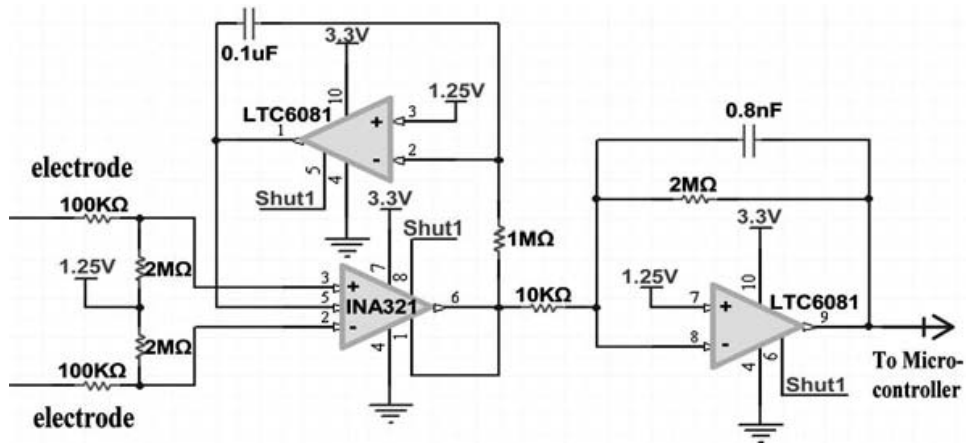 0.1uF
3.3V
10
LTC6081
1.25V
+
3
1
-
2
5
4
Shut1
0.8nF
2MΩ
electrode
100KΩ
3.3V
Shut1
1MΩ
3.3V
1.25V
2MΩ
7
8
3
+
5
INA321
6
10KΩ
2
-
4
1
1.25V
10
7
+
LTC6081
9
8
-
4
6
Shut1
2MΩ
100KΩ
electrode
To Micro-
controller